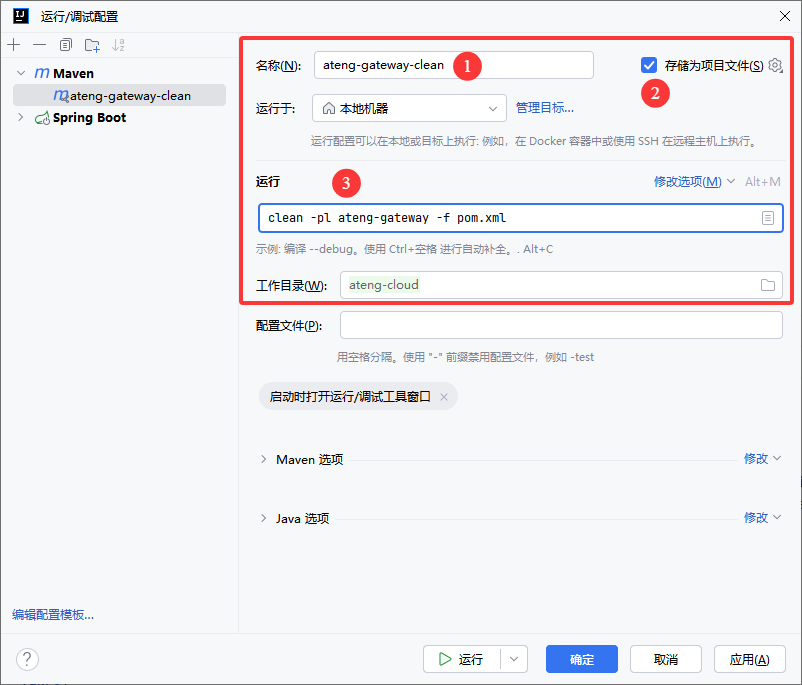 运行/调试配置
Maven
ateng-gateway-clean
Spring Boot
编辑配置模板...
名称(N):
ateng-gateway-clean
1
存储为项目文件(S)
2
运行于:
本地机器
管理目标...
运行配置可以在本地或目标上执行: 例如，在 Docker 容器中或使用 SSH 在远程主机上执行。
运行
3
修改选项(M)
Alt+M
clean -pl ateng-gateway -f pom.xml
示例: 编译 --debug。使用 Ctrl+空格 进行自动补全。. Alt+C
工作目录(W):
ateng-cloud
配置文件(P):
用空格分隔。使用 "-" 前缀禁用配置文件，例如 -test
启动时打开运行/调试工具窗口
Maven 选项
修改
Java 选项
修改
?
运行
确定
取消
应用(A)